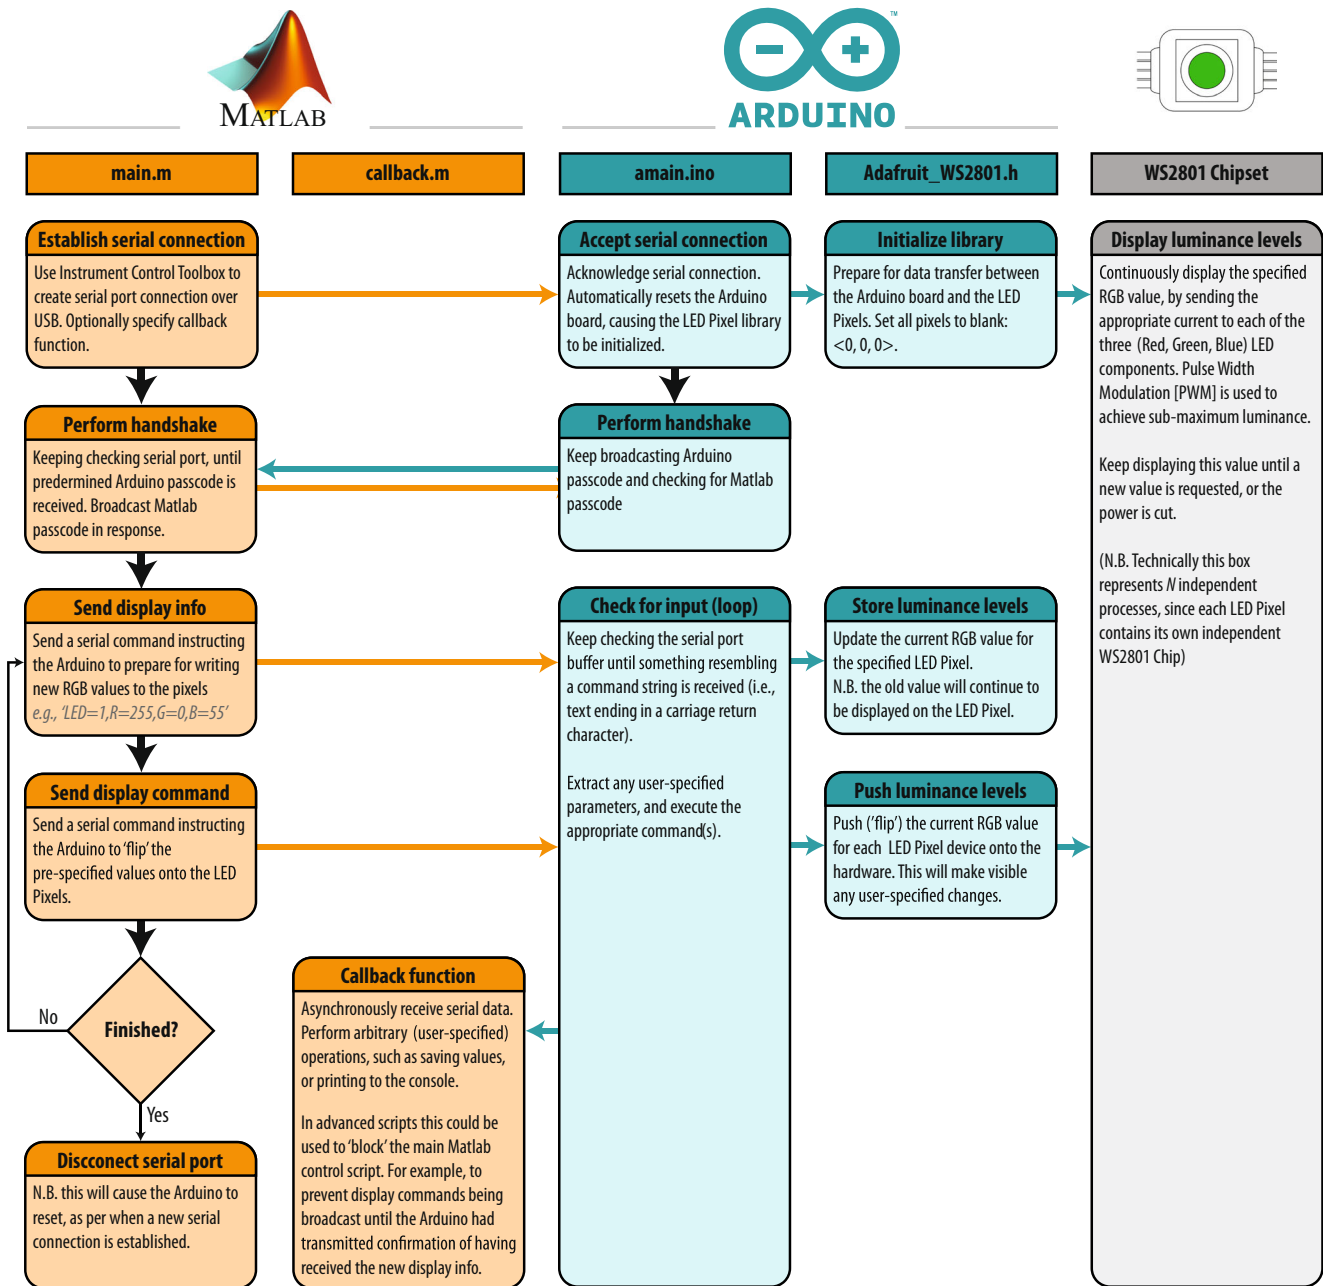 MATLAB
ARDUINO
TM
main.m
callback.m
amain.ino
Adafruit_WS2801.h
WS2801 Chipset
Establish serial connection
Use Instrument Control Toolbox to
create serial port connection over
USB. Optionally specify callback
function.
Accept serial connection
Acknowledge serial connection.
Automatically resets the Arduino
board, causing the LED Pixel library
to be initialized.
Initialize library
Prepare for data transfer between
the Arduino board and the LED
Pixels. Set all pixels to blank:
<0, 0, 0>.
Display luminance levels
Continuously display the specified
RGB value, by sending the
appropriate current to each of the
three (Red, Green, Blue) LED
components. Pulse Width
Modulation [PWM] is used to
achieve sub-maximum luminance.
Keep displaying this value until a
new value is requested, or the
power is cut.
(N.B. Technically this box
represents N independent
processes, since each LED Pixel
contains its own independent
WS2801 Chip)
Perform handshake
Keeping checking serial port, until
predermined Arduino passcode is
received. Broadcast Matlab
passcode in response.
Perform handshake
Keep broadcasting Arduino
passcode and checking for Matlab
passcode
Send display info
Send a serial command instructing
the Arduino to prepare for writing
new RGB values to the pixels
e.g., ‘LED=1,R=255,G=0,B=55’
Check for input (loop)
Keep checking the serial port
buffer until something resembling
a command string is received (i.e.,
text ending in a carriage return
character).
Extract any user-specified
parameters, and execute the
appropriate command(s).
Store luminance levels
Update the current RGB value for
the specified LED Pixel.
N.B. the old value will continue to
be displayed on the LED Pixel.
Send display command
Send a serial command instructing
the Arduino to ‘flip’ the
pre-specified values onto the LED
Pixels.
Push luminance levels
Push (‘flip’) the current RGB value
for each LED Pixel device onto the
hardware. This will make visible
any user-specified changes.
Finished?
No
Yes
Callback function
Asynchronously receive serial data.
Perform arbitrary (user-specified)
operations, such as saving values,
or printing to the console.
In advanced scripts this could be
used to ‘block’ the main Matlab
control script. For example, to
prevent display commands being
broadcast until the Arduino had
transmitted confirmation of having
received the new display info.
Discconect serial port
N.B. this will cause the Arduino to
reset, as per when a new serial
connection is established.